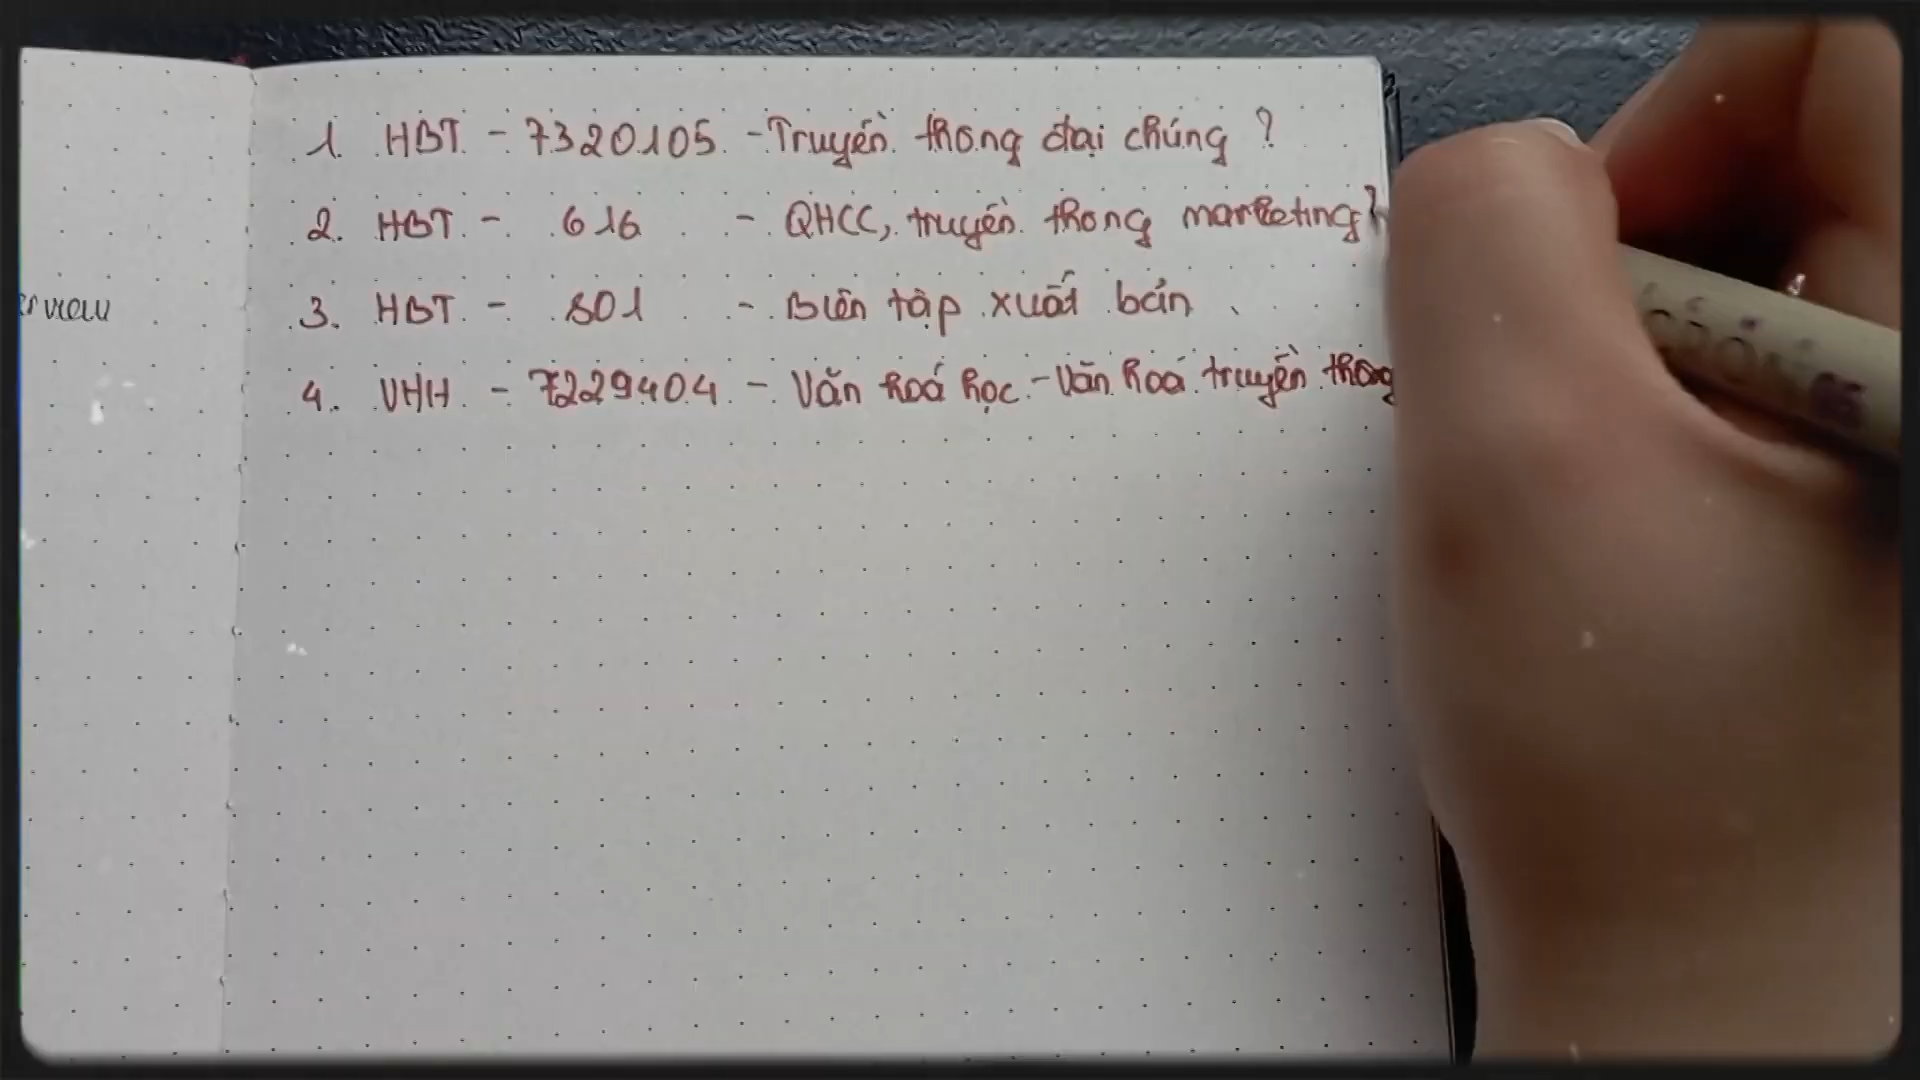 1. HBT - 7320105 - Truyền thông đại chúng ?
2. HBT - 616 - QHCC, truyền thông marketing?
3. HBT - 801 - Biên tập xuất bản
4. VHH - 7229404 - Văn hoá học - Văn hoá truyền thông